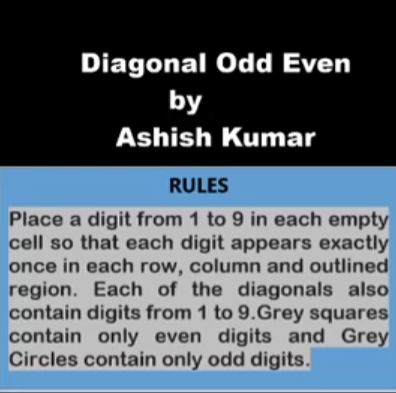 Diagonal Odd Even
by
Ashish Kumar
RULES
Place a digit from 1 to 9 in each empty
cell so that each digit appears exactly
once in each row, column and outlined
region. Each of the diagonals also
contain digits from 1 to 9.Grey squares
contain only even digits and Grey
Circles contain only odd digits.